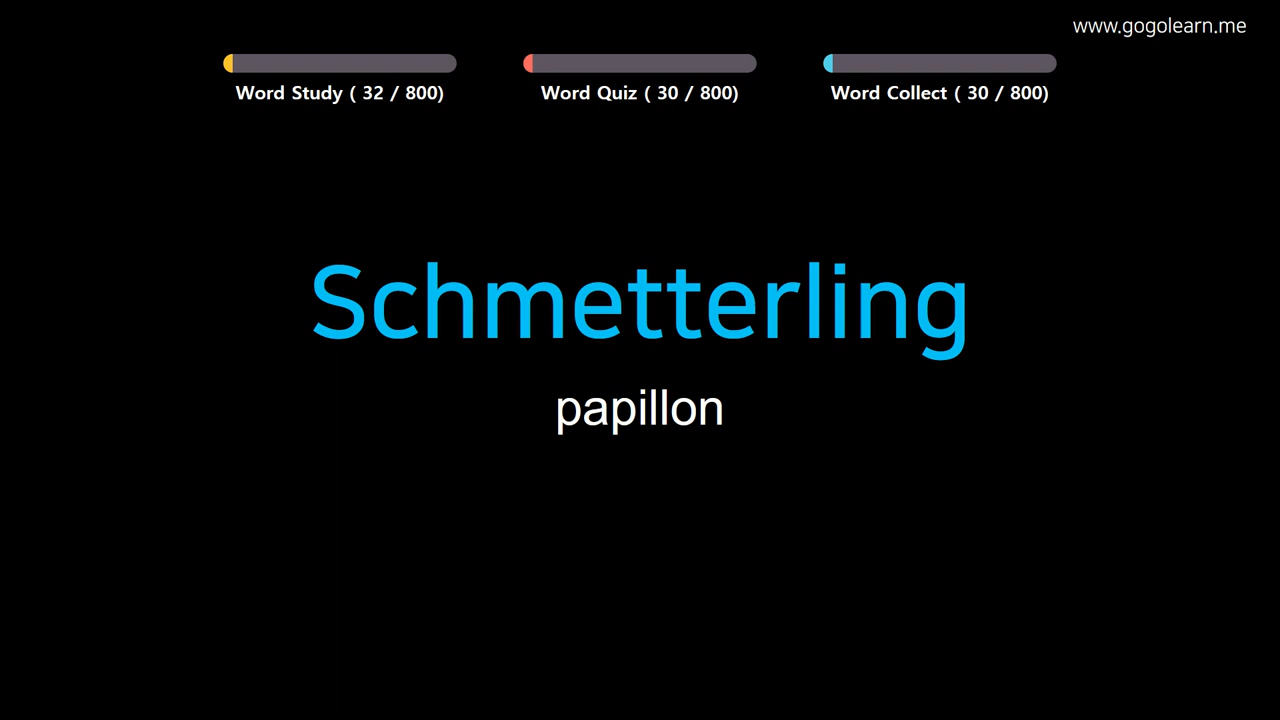 www.gogolearn.me
Word Study ( 32 / 800)
Word Quiz ( 30 / 800)
Word Collect ( 30 / 800)
Schmetterling
papillon